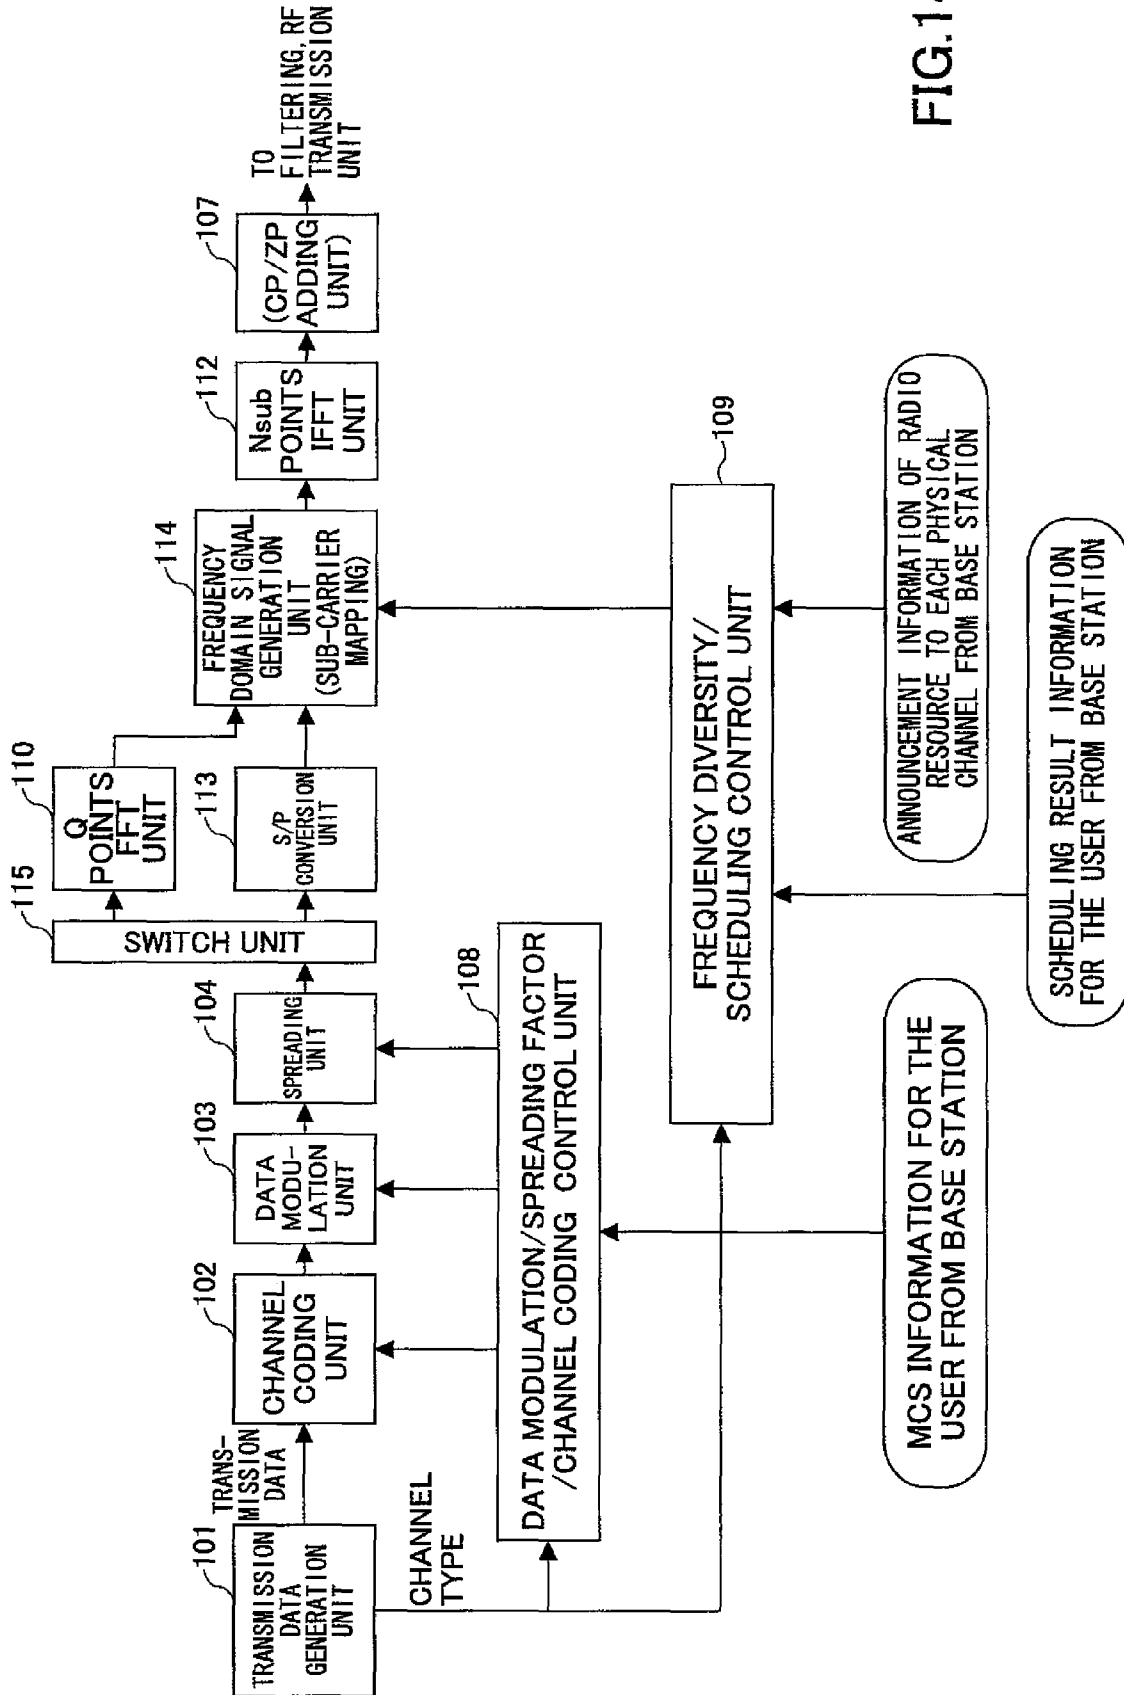 101
TRANSMISSION
DATA
GENERATION
UNIT
TRANS-
MISSION
DATA
CHANNEL
TYPE
102
CHANNEL
CODING
UNIT
103
DATA
MODU-
LATION
UNIT
104
SPREADING
UNIT
115
SWITCH UNIT
110
Q
POINTS
FFT
UNIT
113
S/P
CONVERSION
UNIT
114
FREQUENCY
DOMAIN SIGNAL
GENERATION
UNIT
(SUB-CARRIER
MAPPING)
112
Nsub
POINTS
IFFT
UNIT
107
(CP/ZP
ADDING
UNIT)
TO
FILTERING, RF
TRANSMISSION
UNIT
108
DATA MODULATION/SPREADING FACTOR
/CHANNEL CODING CONTROL UNIT
109
FREQUENCY DIVERSITY/
SCHEDULING CONTROL UNIT
MCS INFORMATION FOR THE
USER FROM BASE STATION
ANNOUNCEMENT INFORMATION OF RADIO
RESOURCE TO EACH PHYSICAL
CHANNEL FROM BASE STATION
SCHEDULING RESULT INFORMATION
FOR THE USER FROM BASE STATION